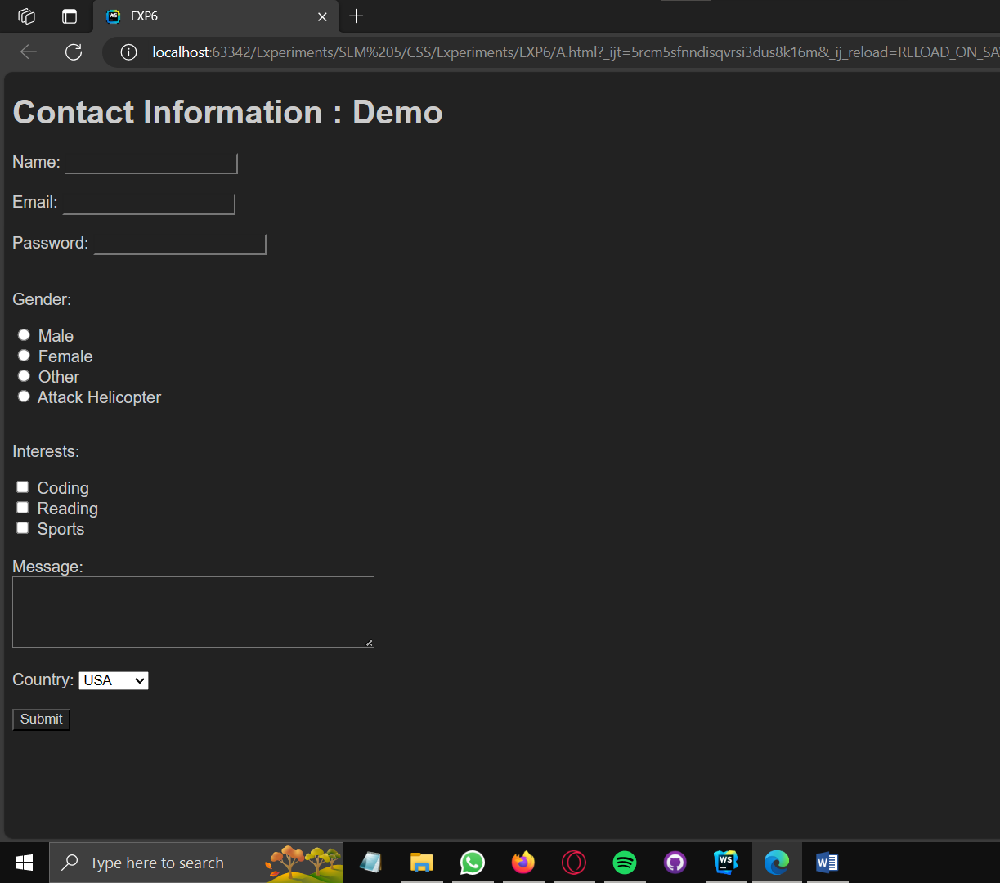 EXP6
localhost:63342/Experiments/SEM%205/CSS/Experiments/EXP6/A.html?_ijt=5rcm5sfnndisqvrsi3dus8k16m&_ij_reload=RELOAD_ON_SA
Contact Information : Demo
Name:
Email:
Password:
Gender:
Male
Female
Other
Attack Helicopter
Interests:
Coding
Reading
Sports
Message:
Country: USA
Submit
Type here to search